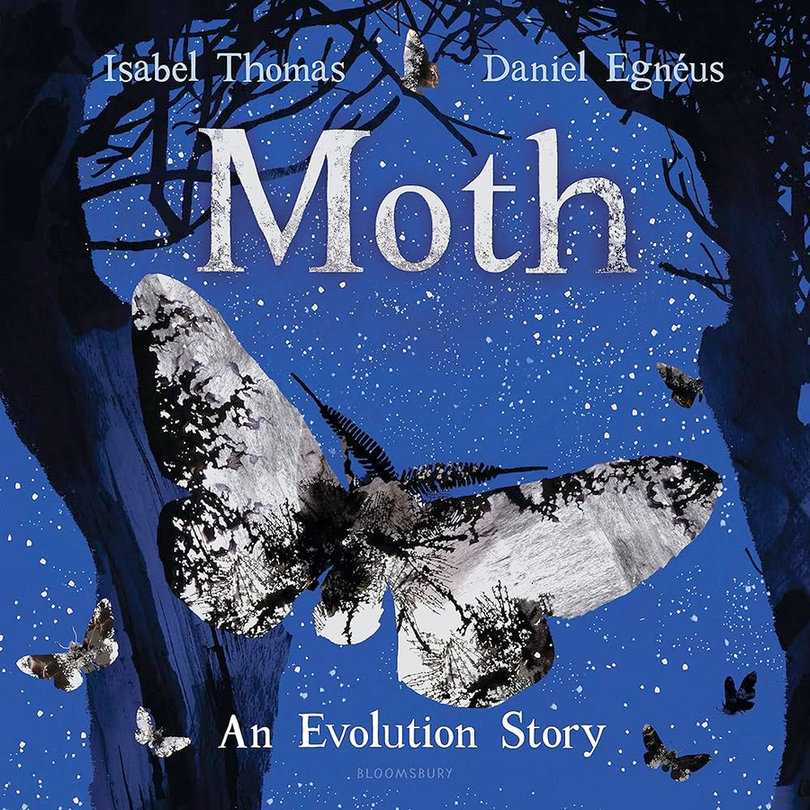 Isabel Thomas Daniel Egnéus
Moth
An Evolution Story
BLOOMSBURY